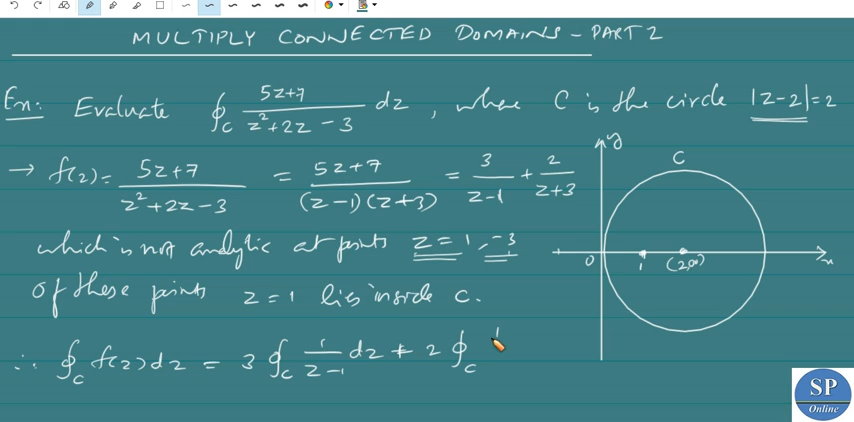 MULTIPLY CONNECTED DOMAINS - PART 2
Ex: Evaluate ∮_C (5z+7)/(z²+2z-3) dz, where C is the circle |z-2|=2
→ f(z) = (5z+7)/(z²+2z-3) = (5z+7)/((z-1)(z+3)) = 3/(z-1) + 2/(z+3)
which is not analytic at points z=1, -3
of these points z=1 lies inside C.
∴ ∮_C f(z) dz = 3 ∮_C 1/(z-1) dz + 2 ∮_C 1
y
C
0
1
(2,0)
x
SP
Online